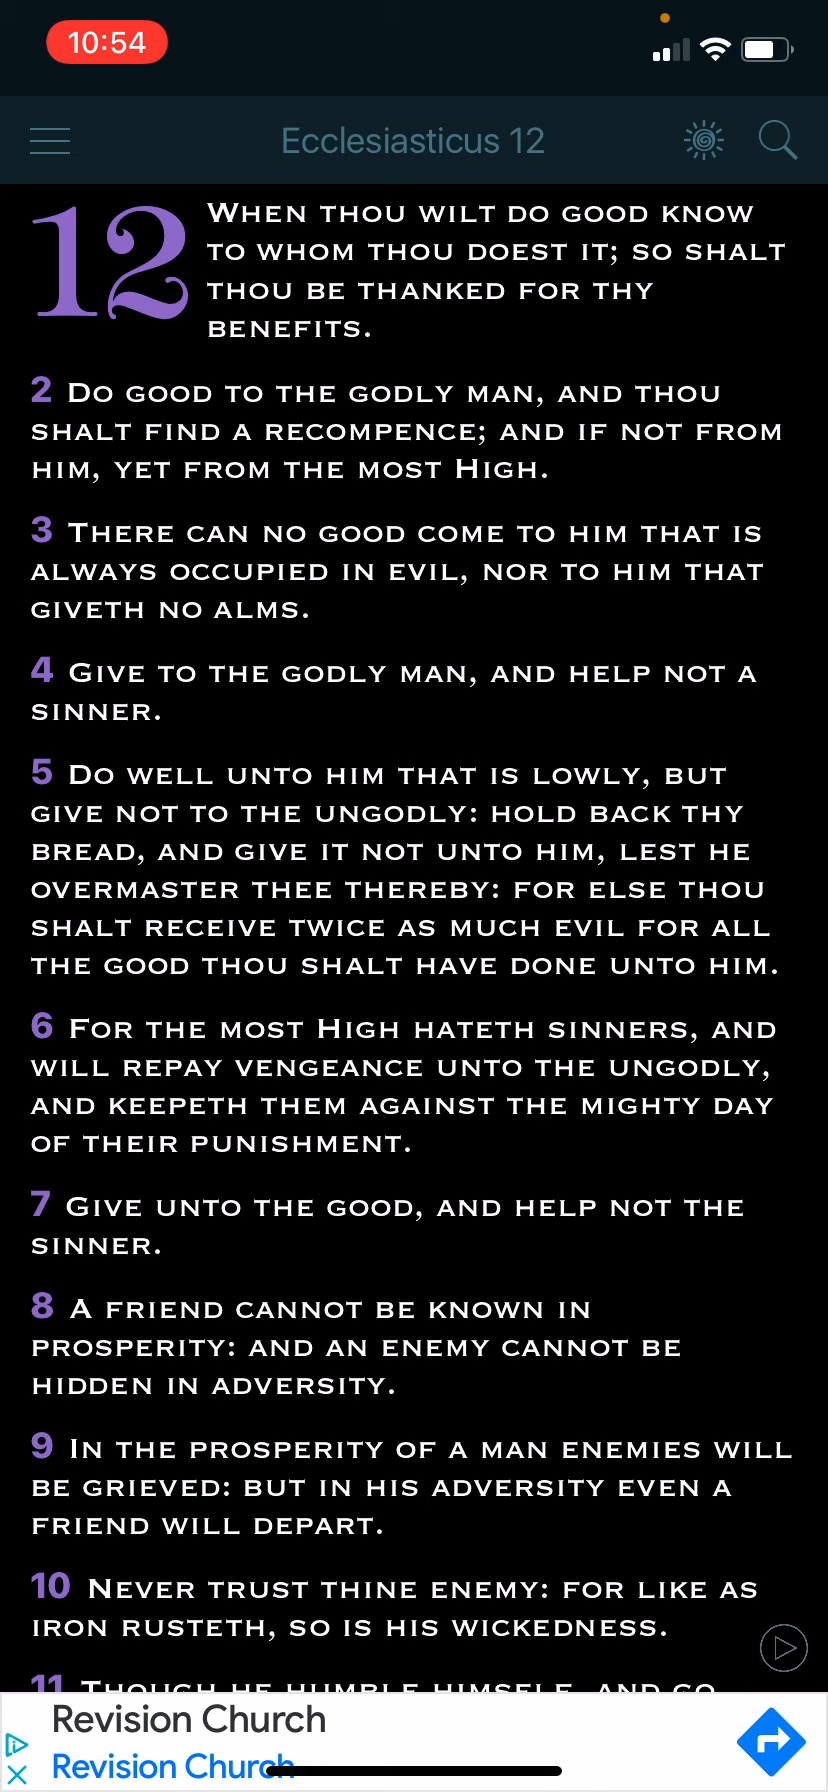 10:54
Ecclesiasticus 12
12 When thou wilt do good know
to whom thou doest it; so shalt
thou be thanked for thy
benefits.
2 Do good to the godly man, and thou
shalt find a recompence; and if not from
him, yet from the most High.
3 There can no good come to him that is
always occupied in evil, nor to him that
giveth no alms.
4 Give to the godly man, and help not a
sinner.
5 Do well unto him that is lowly, but
give not to the ungodly: hold back thy
bread, and give it not unto him, lest he
overmaster thee thereby: for else thou
shalt receive twice as much evil for all
the good thou shalt have done unto him.
6 For the most High hateth sinners, and
will repay vengeance unto the ungodly,
and keepeth them against the mighty day
of their punishment.
7 Give unto the good, and help not the
sinner.
8 A friend cannot be known in
prosperity: and an enemy cannot be
hidden in adversity.
9 In the prosperity of a man enemies will
be grieved: but in his adversity even a
friend will depart.
10 Never trust thine enemy: for like as
iron rusteth, so is his wickedness.
11 Though he humble himself, and go
Revision Church
Revision Church